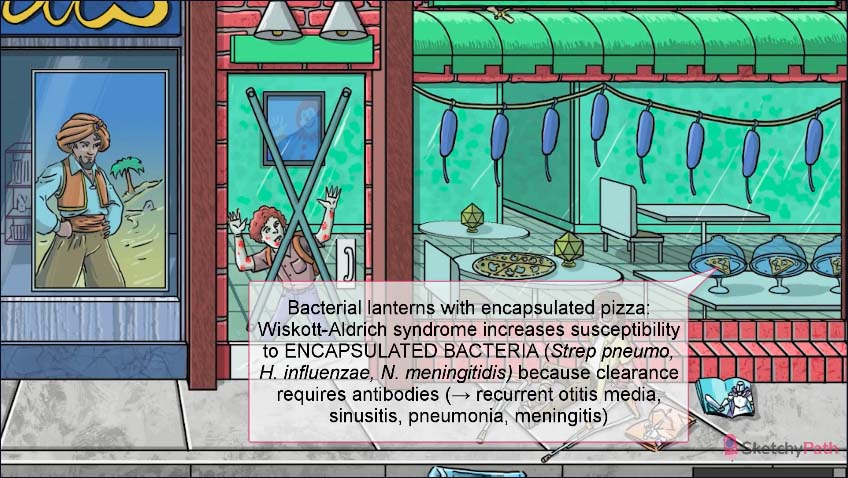 Bacterial lanterns with encapsulated pizza:
Wiskott-Aldrich syndrome increases susceptibility
to ENCAPSULATED BACTERIA (Strep pneumo,
H. influenzae, N. meningitidis) because clearance
requires antibodies (→ recurrent otitis media,
sinusitis, pneumonia, meningitis)
SketchyPath